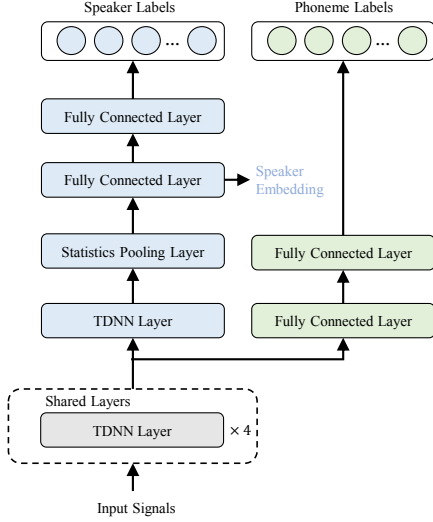 Speaker Labels
Phoneme Labels
...
...
Fully Connected Layer
Fully Connected Layer
Speaker
Embedding
Statistics Pooling Layer
Fully Connected Layer
TDNN Layer
Fully Connected Layer
Shared Layers
TDNN Layer
× 4
Input Signals